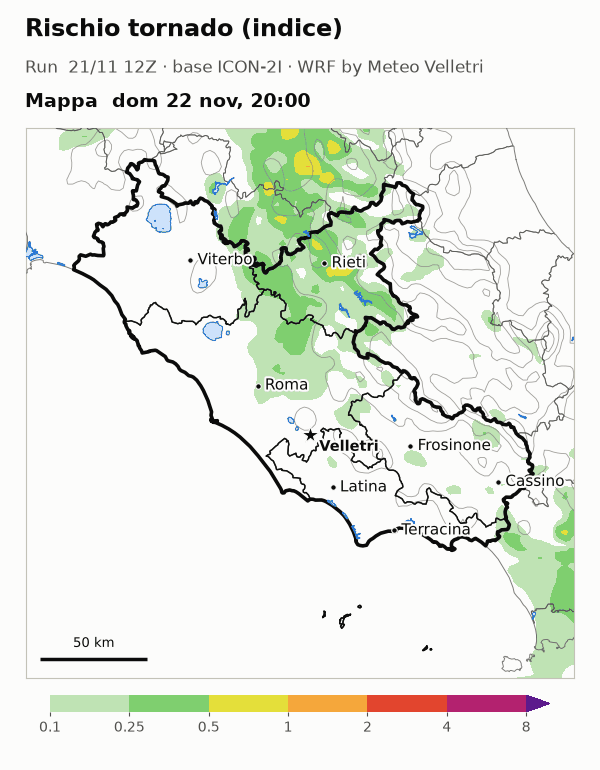 Rischio tornado (indice)
Run 21/11 12Z · base ICON-2I · WRF by Meteo Velletri
Mappa dom 22 nov, 20:00
Viterbo
Rieti
Roma
Velletri
Frosinone
Latina
Cassino
Terracina
50 km
0.1 0.25 0.5 1 2 4 8